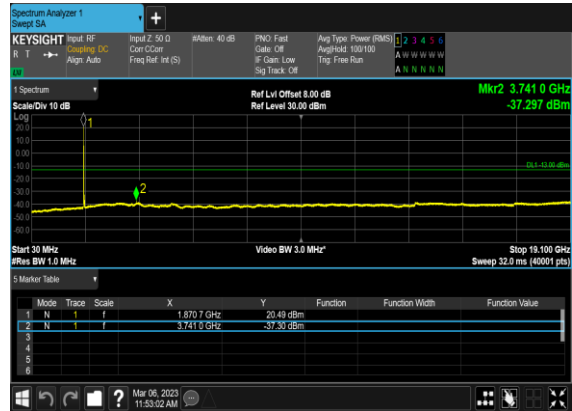 Spectrum Analyzer 1
Swept SA
+
KEYSIGHT Input: RF Input Z: 50 Ω #Atten: 40 dB PNO: Fast Avg Type: Power (RMS) 1 2 3 4 5 6
R T Coupling: DC Corr CCorr Gate: Off Avg|Hold: 100/100 A W W W W W
Align: Auto Freq Ref: Int (S) IF Gain: Low Trig: Free Run
Sig Track: Off A N N N N N
1 Spectrum Ref Lvl Offset 8.00 dB Mkr2 3.741 0 GHz
Scale/Div 10 dB Ref Level 30.00 dBm -37.297 dBm
Log
20.0
10.0
0.00
-10.0
-20.0
-30.0
-40.0
-50.0
-60.0
1
2
DL1 -13.00 dBm
Start 30 MHz Video BW 3.0 MHz* Stop 19.100 GHz
#Res BW 1.0 MHz Sweep 32.0 ms (40001 pts)
5 Marker Table
Mode Trace Scale X Y Function Function Width Function Value
1 N 1 f 1.870 7 GHz 20.49 dBm
2 N 1 f 3.741 0 GHz -37.30 dBm
3
4
5
6
? Mar 06, 2023
11:53:02 AM